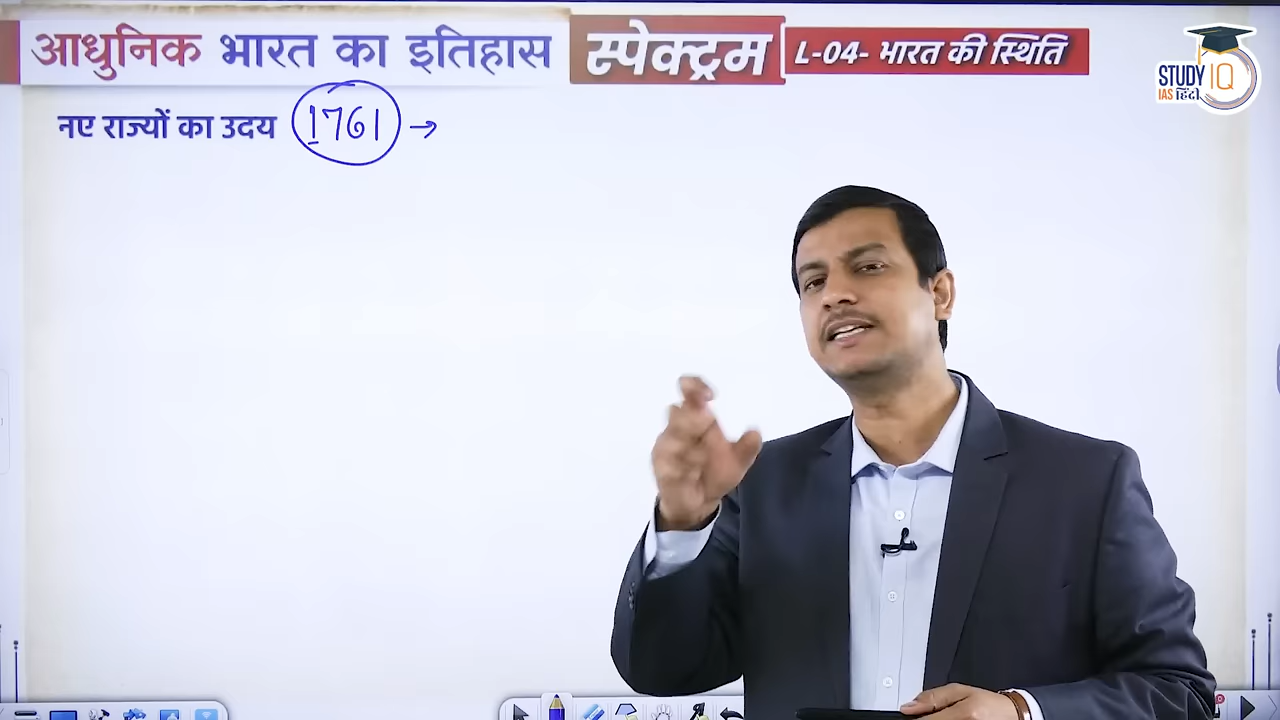 आधुनिक भारत का इतिहास स्पेक्ट्रम L-04- भारत की स्थिति
STUDY IQ
IAS हिंदी
नए राज्यों का उदय 1761 →